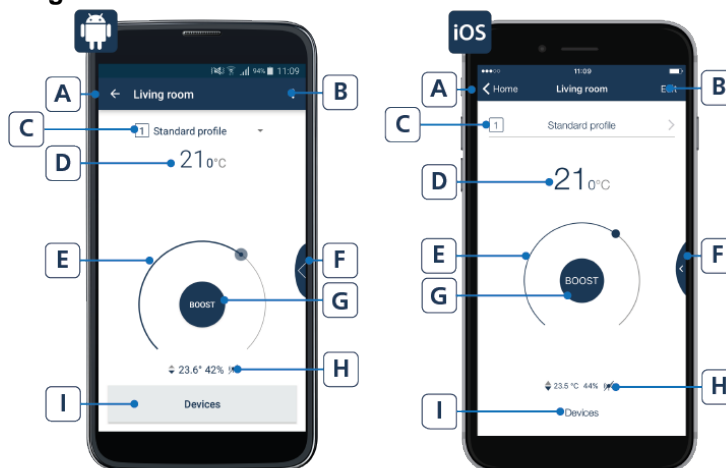 iOS
94% 11:09
A
Living room
B
C
1 Standard profile
D
21 0°C
E
F
BOOST
G
23.6° 42%
H
I
Devices
11:09
A
Home Living room
B
C
1 Standard profile
D
21 0°C
E
F
BOOST
G
23.5 °C 44%
H
I
Devices